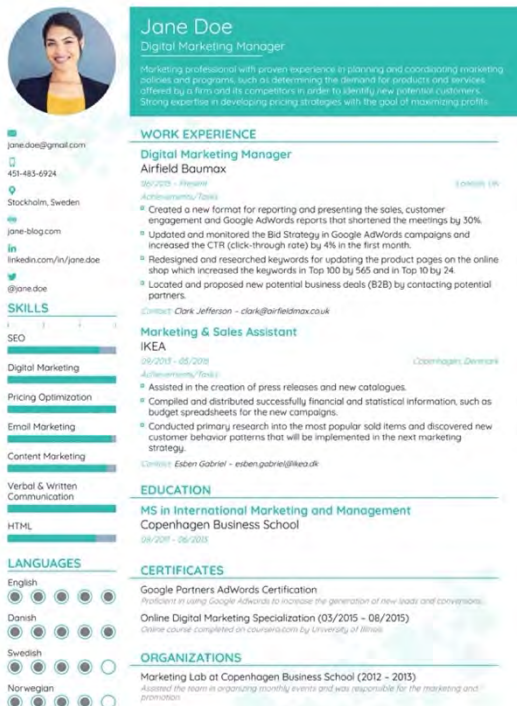 Jane Doe
Digital Marketing Manager
Marketing professional with proven experience in planning and coordinating marketing
policies and programs, such as determining the demand for products and services
offered by a firm and its competitors in order to identify new potential customers.
Strong expertise in developing pricing strategies with the goal of maximizing profits.
jane.doe@gmail.com
451-483-6924
Stockholm, Sweden
jane-blog.com
linkedin.com/in/jane.doe
@jane.doe
SKILLS
SEO
Digital Marketing
Pricing Optimization
Email Marketing
Content Marketing
Verbal & Written
Communication
HTML
LANGUAGES
English
Danish
Swedish
Norwegian
WORK EXPERIENCE
Digital Marketing Manager
Airfield Baumax
Present
London, UK
Achievements/Tasks
Created a new format for reporting and presenting the sales, customer
engagement and Google AdWords reports that shortened the meetings by 30%.
Updated and monitored the Bid Strategy in Google AdWords campaigns and
increased the CTR (click-through rate) by 4% in the first month.
Redesigned and researched keywords for updating the product pages on the online
shop which increased the keywords in Top 100 by 565 and in Top 10 by 24.
Located and proposed new potential business deals (B2B) by contacting potential
partners.
Contact: Clark Jefferson - clark@airfieldmax.co.uk
Marketing & Sales Assistant
IKEA
Copenhagen, Denmark
Achievements/Tasks
Assisted in the creation of press releases and new catalogues.
Compiled and distributed successfully financial and statistical information, such as
budget spreadsheets for the new campaigns.
Conducted primary research into the most popular sold items and discovered new
customer behavior patterns that will be implemented in the next marketing
strategy.
Contact: Esben Gabriel - esben.gabriel@ikea.dk
EDUCATION
MS in International Marketing and Management
Copenhagen Business School
09/2011 - 06/2013
CERTIFICATES
Google Partners AdWords Certification
Proficient in using Google Adwords to increase the generation of new leads and conversions.
Online Digital Marketing Specialization (03/2015 - 08/2015)
Online course completed on coursera.com by University of Illinois.
ORGANIZATIONS
Marketing Lab at Copenhagen Business School (2012 - 2013)
Assisted the team in organizing monthly events and was responsible for the marketing and
promotion.